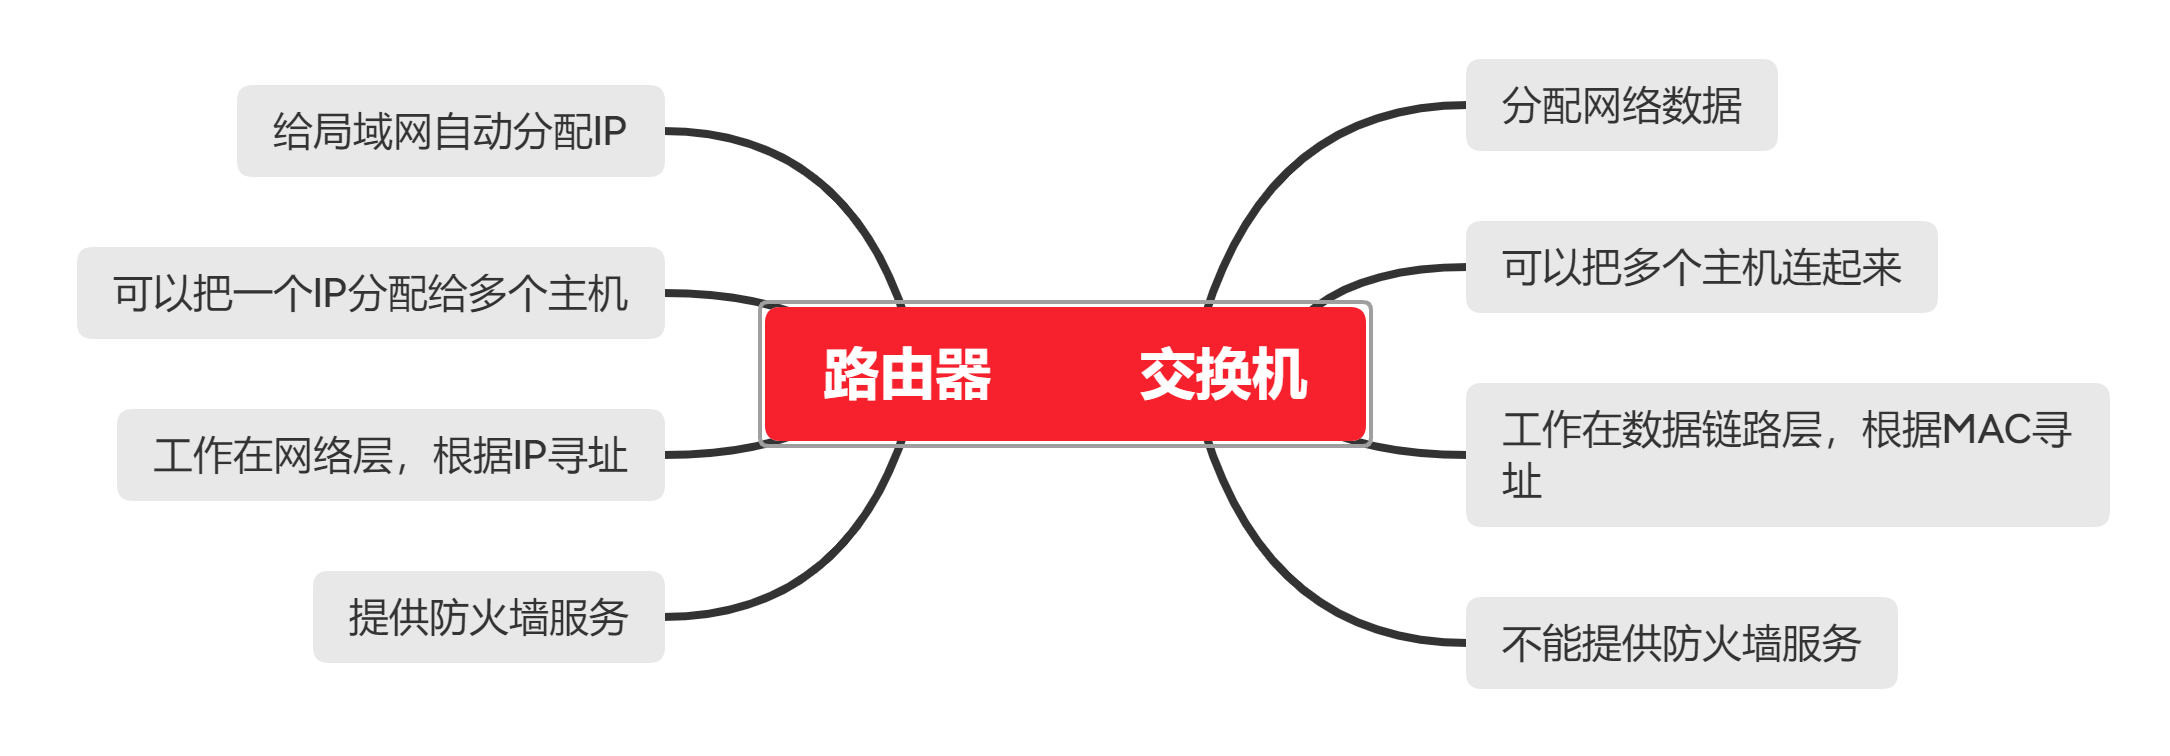 给局域网自动分配IP
可以把一个IP分配给多个主机
工作在网络层，根据IP寻址
提供防火墙服务
路由器 交换机
分配网络数据
可以把多个主机连起来
工作在数据链路层，根据MAC寻
址
不能提供防火墙服务